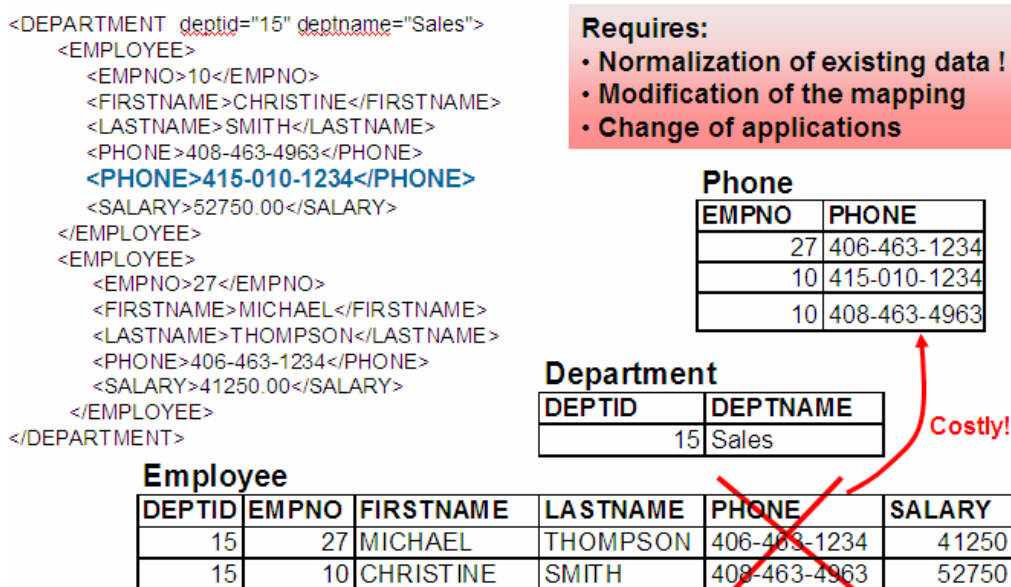 <DEPARTMENT deptid="15" deptname="Sales">
<EMPLOYEE>
<EMPNO>10</EMPNO>
<FIRSTNAME>CHRISTINE</FIRSTNAME>
<LASTNAME>SMITH</LASTNAME>
<PHONE>408-463-4963</PHONE>
<PHONE>415-010-1234</PHONE>
<SALARY>52750.00</SALARY>
</EMPLOYEE>
<EMPLOYEE>
<EMPNO>27</EMPNO>
<FIRSTNAME>MICHAEL</FIRSTNAME>
<LASTNAME>THOMPSON</LASTNAME>
<PHONE>406-463-1234</PHONE>
<SALARY>41250.00</SALARY>
</EMPLOYEE>
</DEPARTMENT>
Requires:
• Normalization of existing data !
• Modification of the mapping
• Change of applications
Phone
EMPNO PHONE
27 406-463-1234
10 415-010-1234
10 408-463-4963
Department
DEPTID DEPTNAME
15 Sales
Costly!
Employee
DEPTID EMPNO FIRSTNAME LASTNAME PHONE SALARY
15 27 MICHAEL THOMPSON 406-463-1234 41250
15 10 CHRISTINE SMITH 408-463-4963 52750